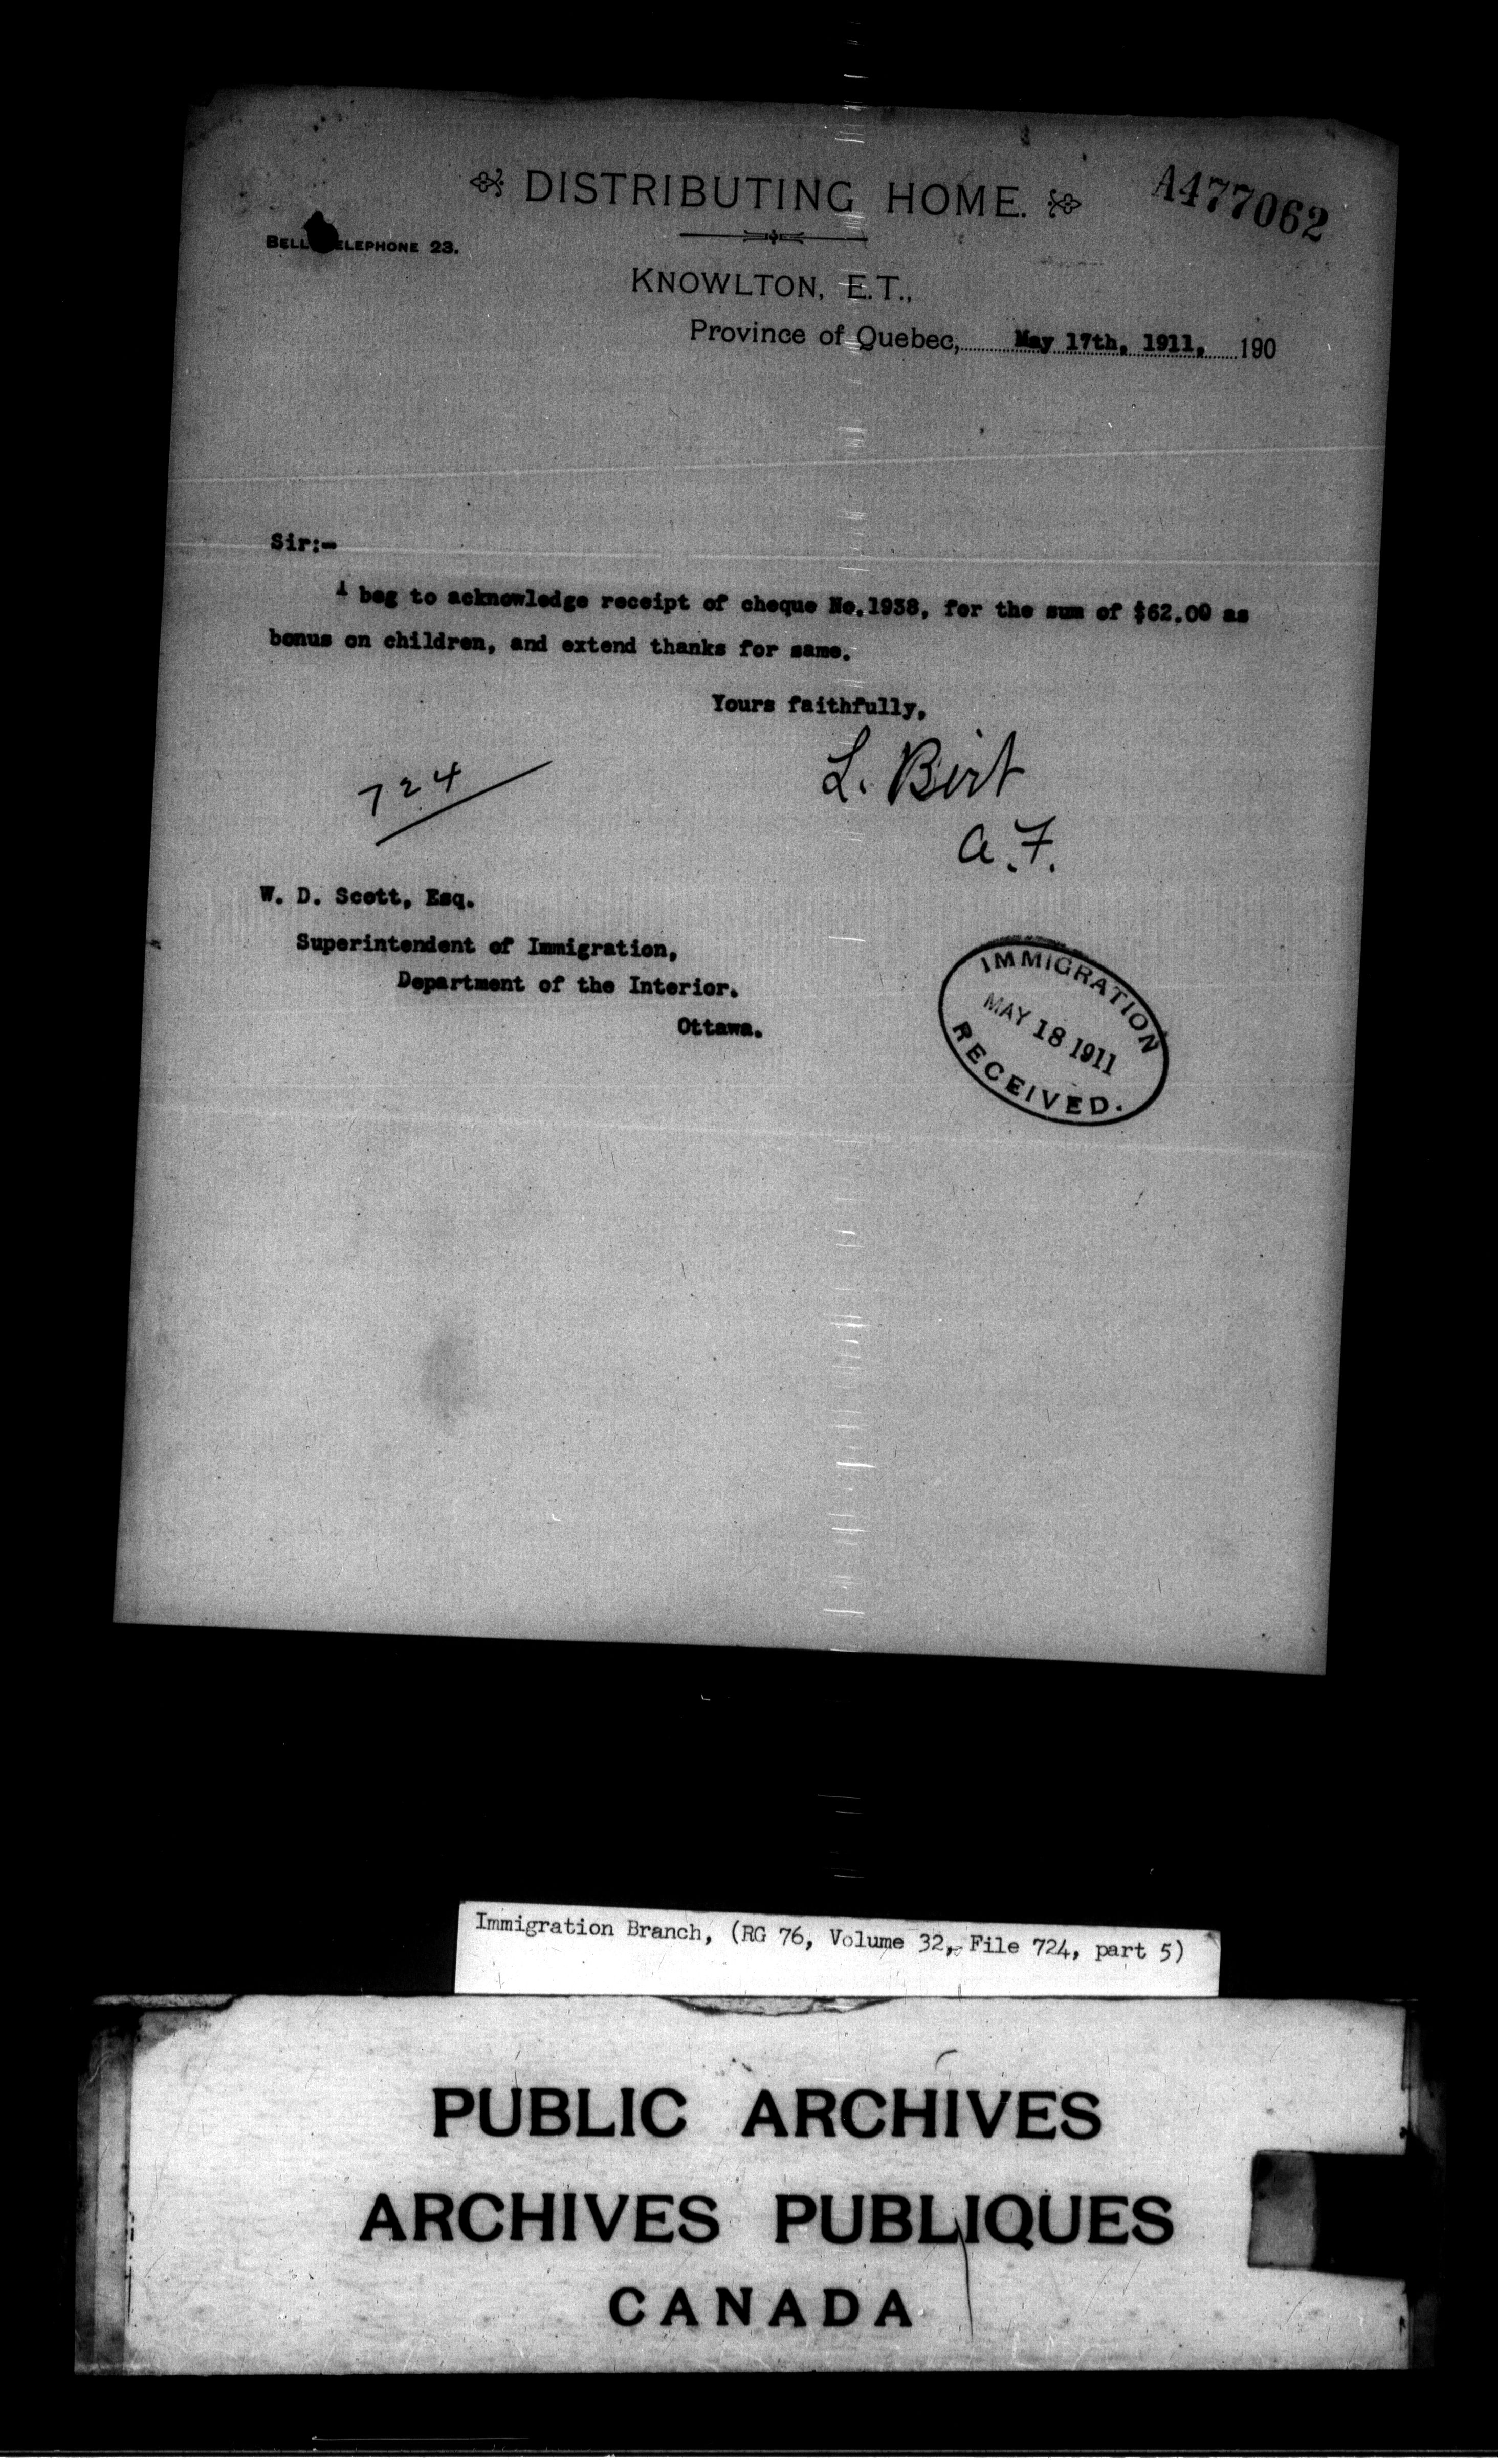 DISTRIBUTING HOME.
A477062
BELL TELEPHONE 23.
KNOWLTON, E.T.,
Province of Quebec, May 17th, 1911, 190
Sir:-
I beg to acknowledge receipt of cheque No.1938, for the sum of $62.00 as
bonus on children, and extend thanks for same.
Yours faithfully,
L. Birt
A.F.
724
W. D. Scott, Esq.
Superintendent of Immigration,
Department of the Interior.
Ottawa.
IMMIGRATION
MAY 18 1911
RECEIVED.
Immigration Branch, (RG 76, Volume 32, File 724, part 5)
PUBLIC ARCHIVES
ARCHIVES PUBLIQUES
CANADA